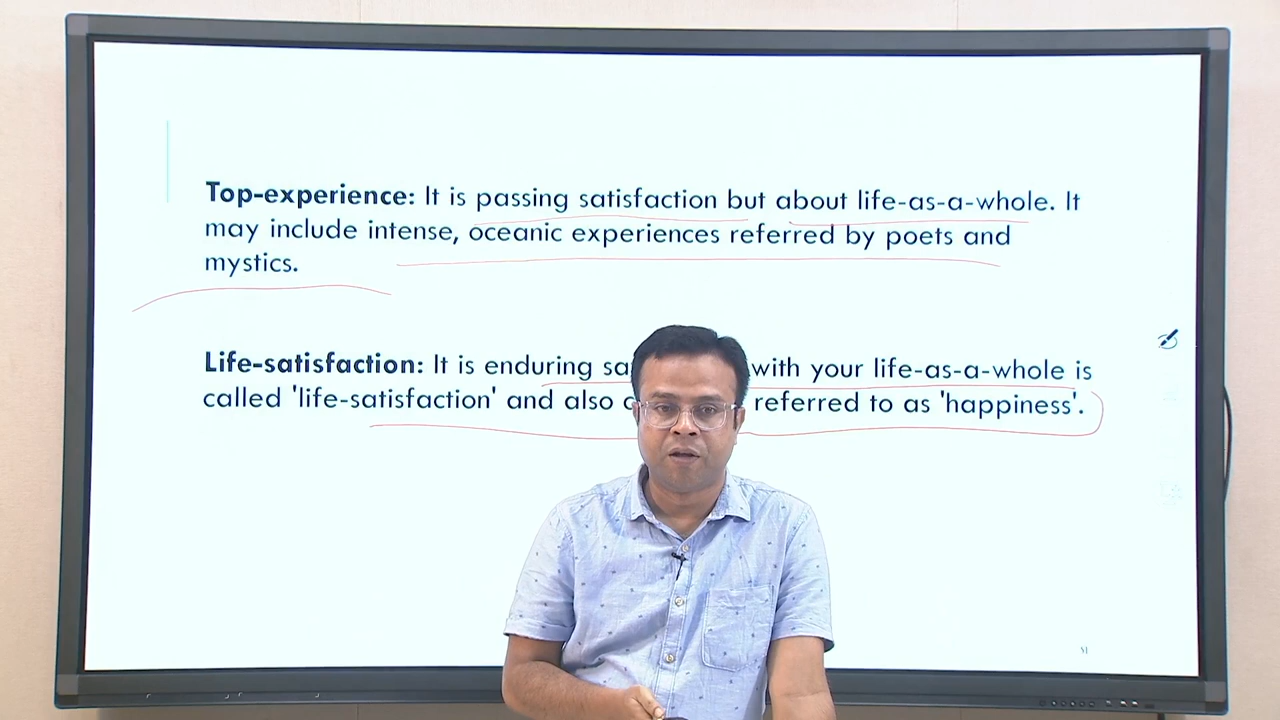 Top-experience: It is passing satisfaction but about life-as-a-whole. It
may include intense, oceanic experiences referred by poets and
mystics.
Life-satisfaction: It is enduring with your life-as-a-whole is
called 'life-satisfaction' and also referred to as 'happiness'.